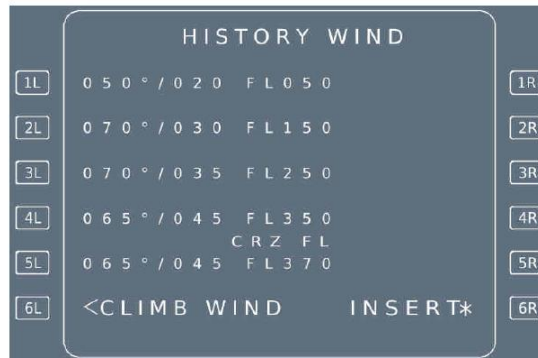 HISTORY WIND
1L 050°/020 FL050 1R
2L 070°/030 FL150 2R
3L 070°/035 FL250 3R
4L 065°/045 FL350 4R
CRZ FL
5L 065°/045 FL370 5R
6L <CLIMB WIND INSERT* 6R